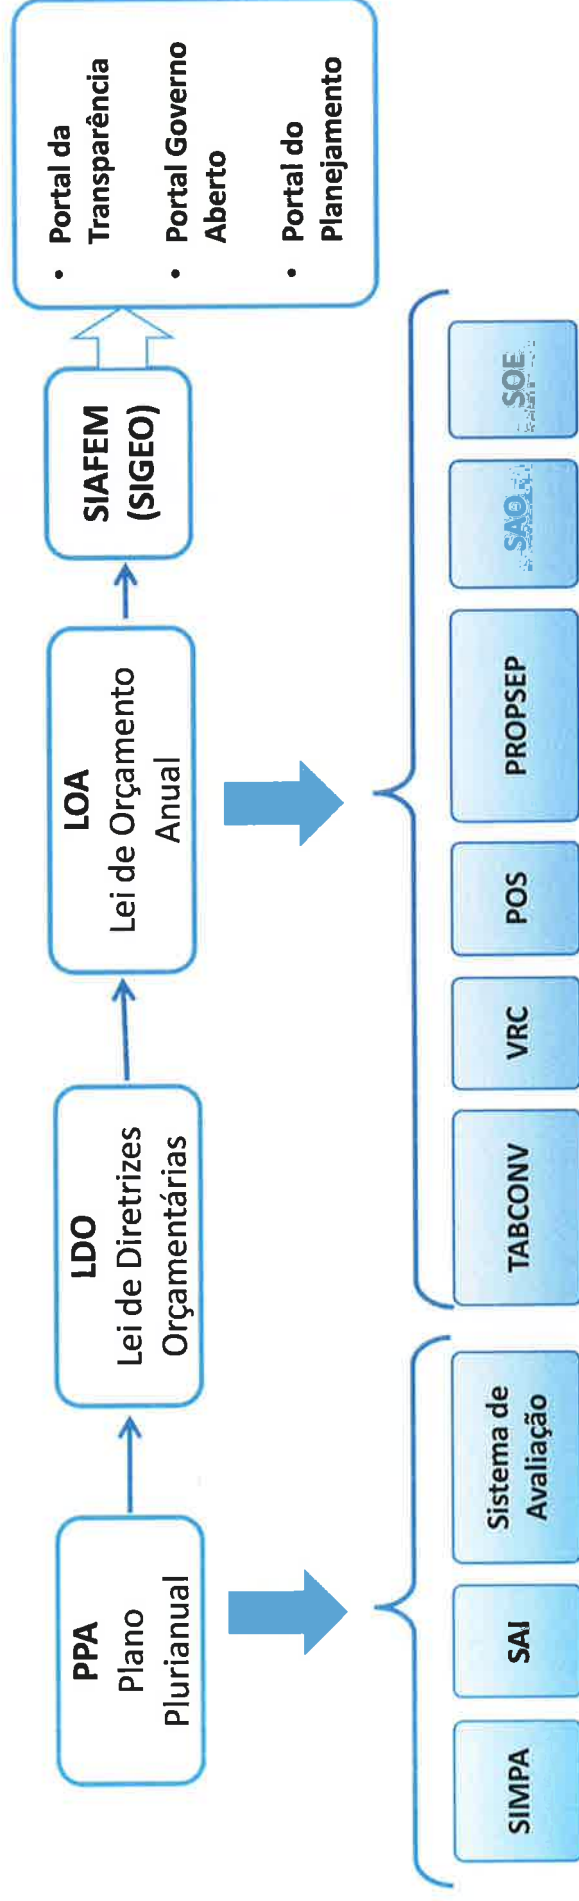 PPA
Plano
Plurianual
LDO
Lei de Diretrizes
Orçamentárias
LOA
Lei de Orçamento
Anual
SIAFEM
(SIGEO)
• Portal da
Transparência
• Portal Governo
Aberto
• Portal do
Planejamento
SIMPA
SAI
Sistema de
Avaliação
TABCONV
VRC
POS
PROPSEP
SAO
SOE